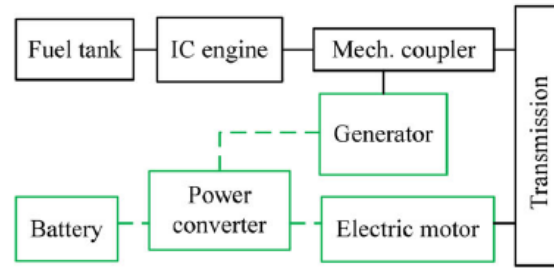 Fuel tank
IC engine
Mech. coupler
Transmission
Generator
Battery
Power
converter
Electric motor